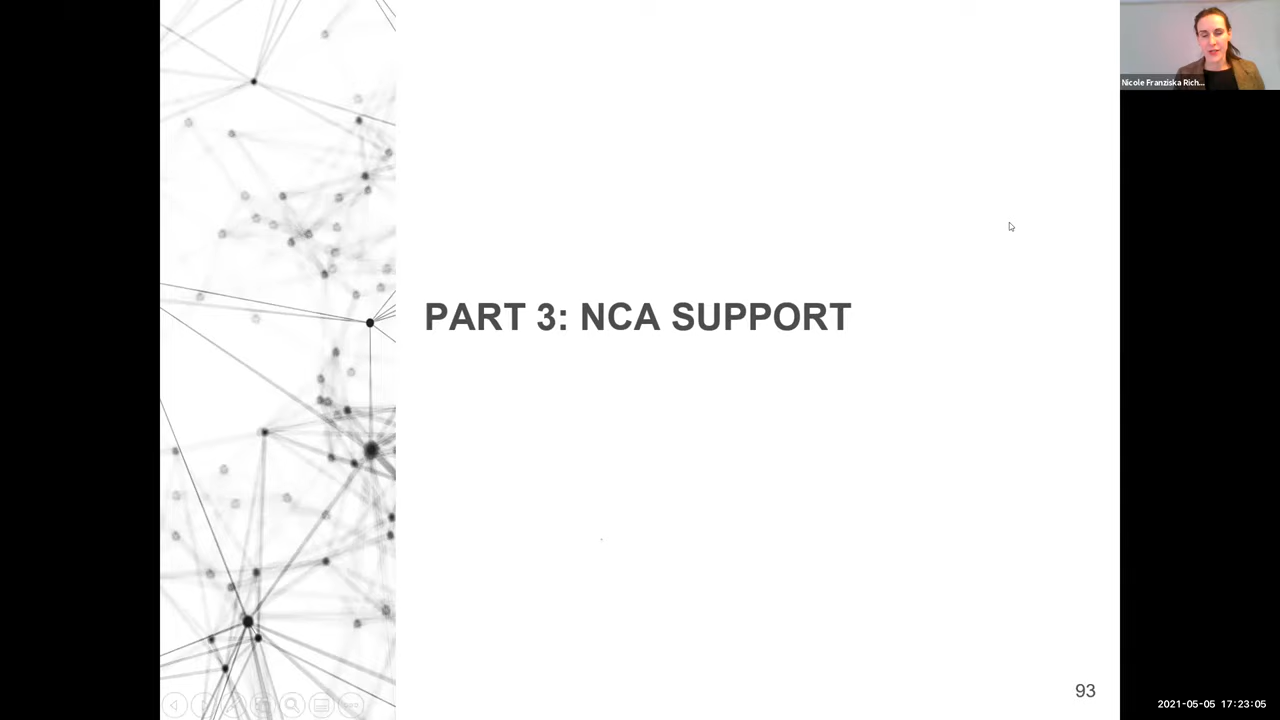 Nicole Franziska Rich...
PART 3: NCA SUPPORT
93
2021-05-05 17:23:05